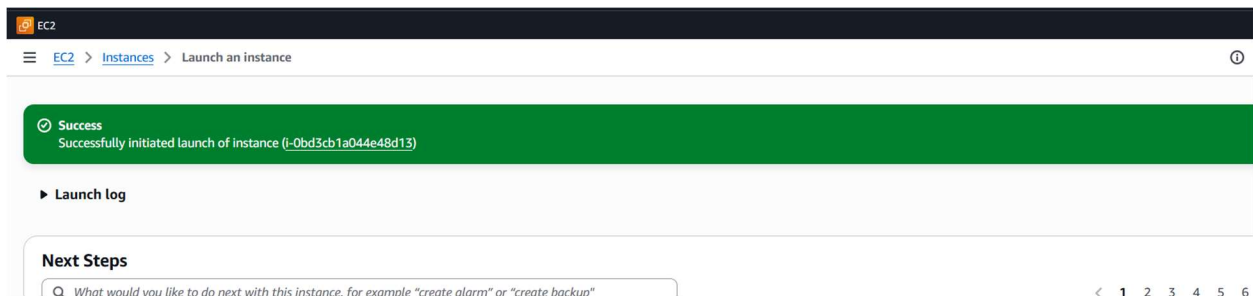 EC2
EC2 > Instances > Launch an instance
Success
Successfully initiated launch of instance (i-0bd3cb1a044e48d13)
Launch log
Next Steps
What would you like to do next with this instance, for example "create alarm" or "create backup"
< 1 2 3 4 5 6